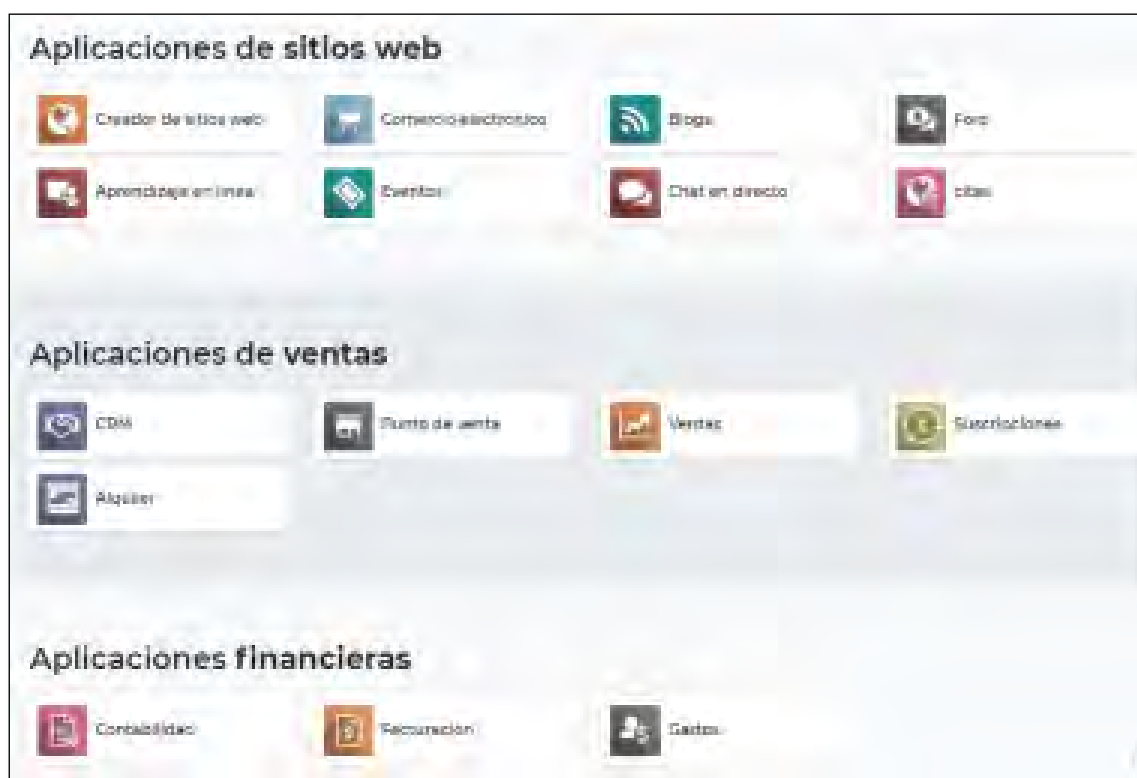 Aplicaciones de sitios web
Creador de sitios web Comercio electrónico Blogs Foro
Aprendizaje en línea Eventos Chat en directo citas
Aplicaciones de ventas
CRM Punto de venta Ventas Suscripciones
Alquiler
Aplicaciones financieras
Contabilidad Facturación Gastos